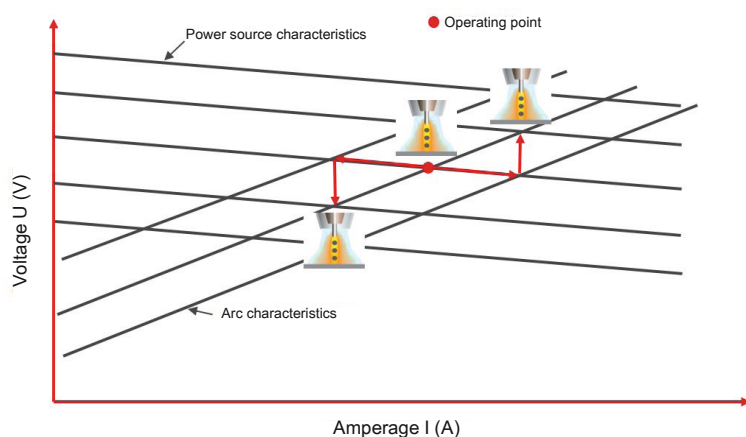 Power source characteristics
Operating point
Voltage U (V)
Arc characteristics
Amperage I (A)